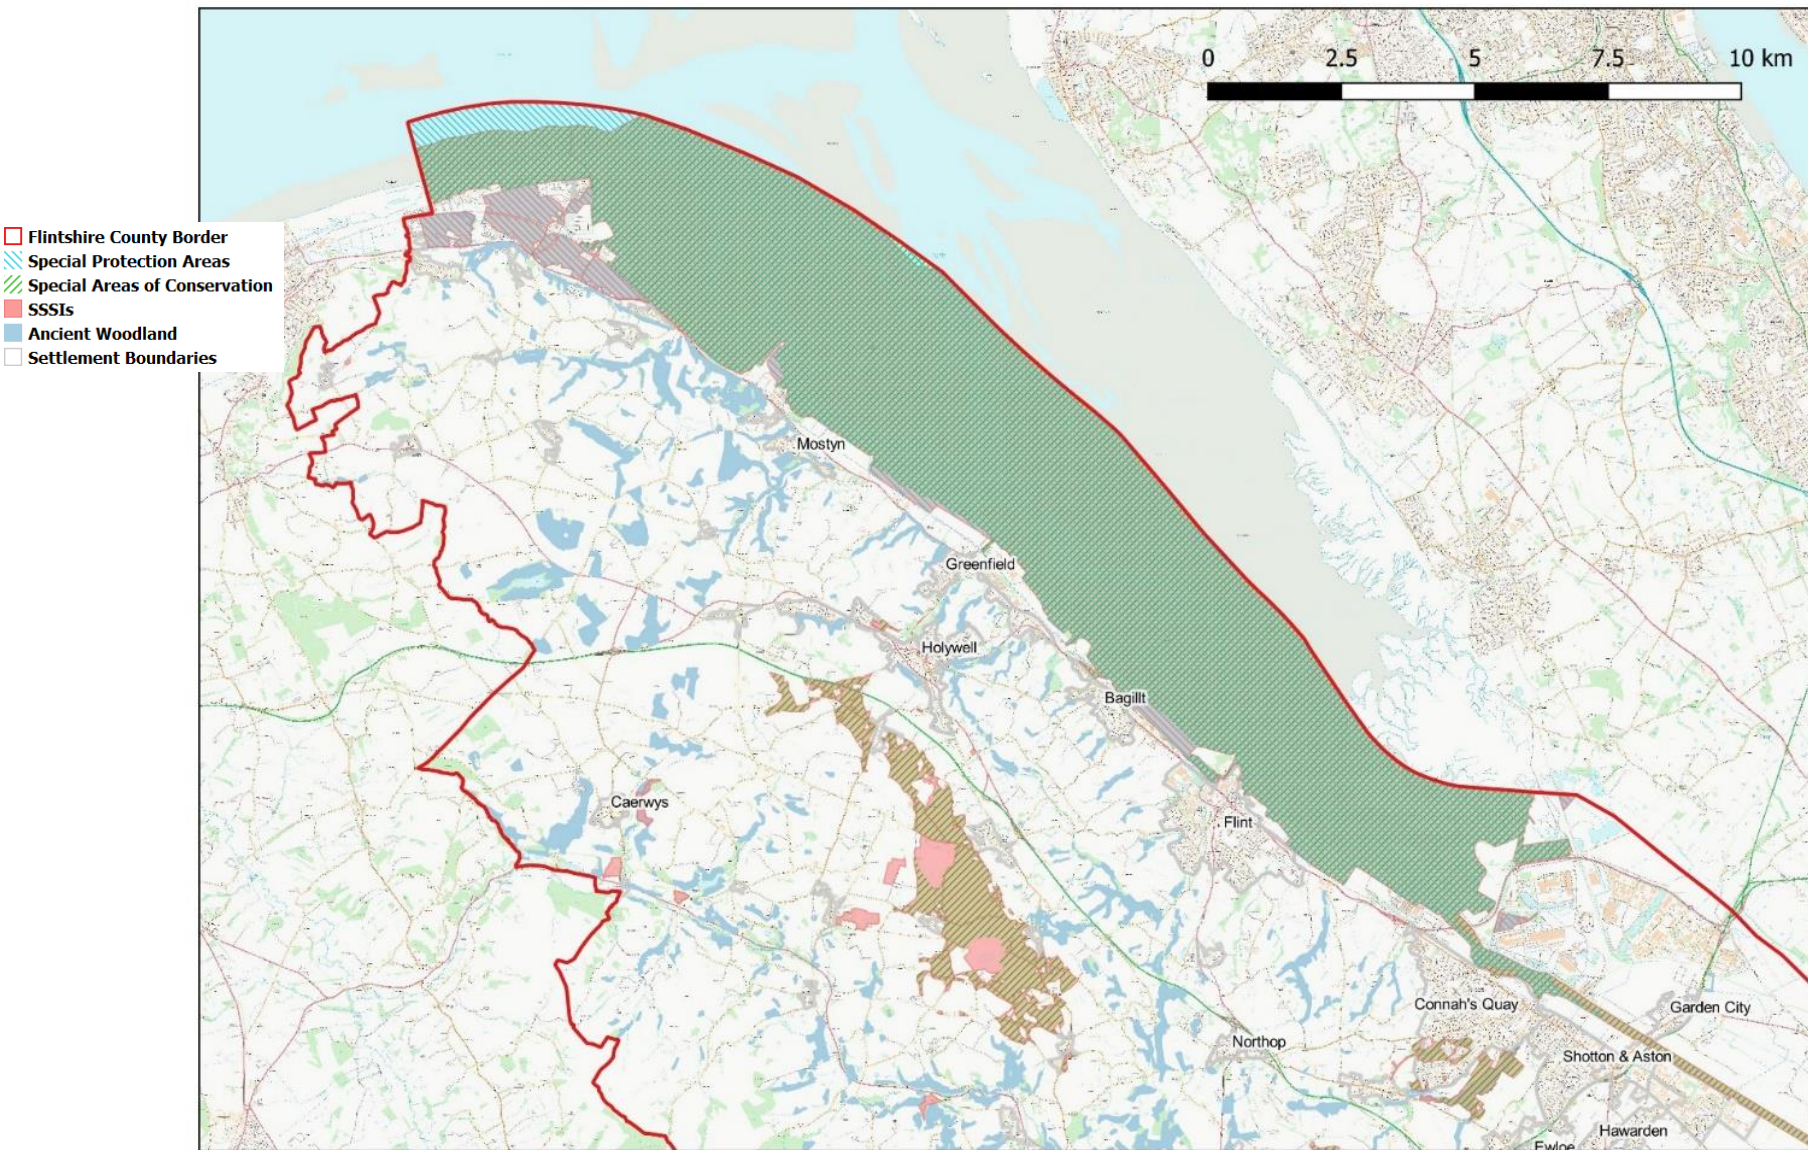 0 2.5 5 7.5 10 km
Flintshire County Border
Special Protection Areas
Special Areas of Conservation
SSSIs
Ancient Woodland
Settlement Boundaries
Mostyn
Greenfield
Holywell
Bagillt
Caerwys
Flint
Connah's Quay
Garden City
Northop
Shotton & Aston
Hawarden
Ewloe